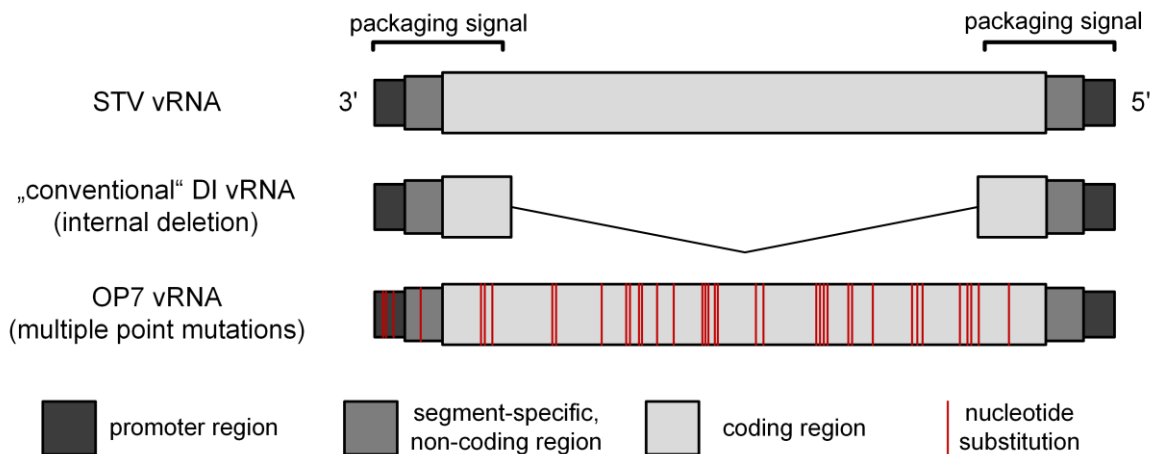 packaging signal
packaging signal
STV vRNA
3'
5'
„conventional“ DI vRNA
(internal deletion)
OP7 vRNA
(multiple point mutations)
promoter region
segment-specific,
non-coding region
coding region
nucleotide
substitution